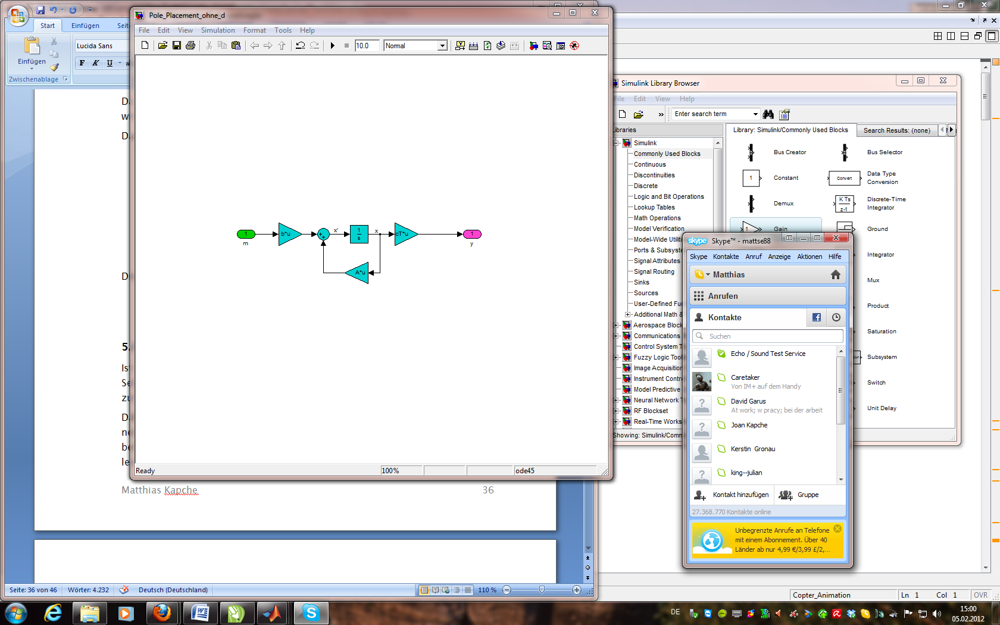 Start
Einfügen
Lucida Sans
Einfügen
F K U
Zwischenablage
5.
Matthias Kapche
36
Seite: 36 von 46
Wörter: 4.232
Deutsch (Deutschland)
110 %
Pole_Placement_ohne_d
File Edit View Simulation Format Tools Help
10.0
Normal
1
m
b*u
x'
1
s
x
cT*u
1
y
A*u
Ready
100%
ode45
Simulink Library Browser
File Edit View Help
Enter search term
Libraries
Library: Simulink/Commonly Used Blocks
Search Results: (none)
Simulink
Commonly Used Blocks
Continuous
Discontinuities
Discrete
Logic and Bit Operations
Lookup Tables
Math Operations
Model Verification
Model-Wide Utiliti
Ports & Subsyste
Signal Attributes
Signal Routing
Sinks
Sources
User-Defined Fu
Additional Math &
Aerospace Block
Communications
Control System T
Fuzzy Logic Tool
Image Acquisition
Instrument Contr
Model Predictive
Neural Network T
RF Blockset
Real-Time Works
Showing: Simulink/Comm
Bus Creator
Bus Selector
1
Constant
Convert
Data Type
Conversion
Demux
K Ts
z-1
Discrete-Time
Integrator
1
Gain
Ground
Integrator
Mux
Product
Saturation
Subsystem
Switch
Unit Delay
Skype™ - mattse88
Skype Kontakte Anruf Anzeige Aktionen Hilfe
Matthias
Anrufen
Kontakte
Suchen
Echo / Sound Test Service
Caretaker
Von IM+ auf dem Handy
David Garus
At work; w pracy; bei der arbeit
Joan Kapche
Kerstin Gronau
king--julian
Kontakt hinzufügen
Gruppe
27.368.770 Kontakte online
Unbegrenzte Anrufe an Telefone
mit einem Abonnement. Über 40
Länder ab nur 4,99 €/3,99 £/2,...
Copter_Animation
Ln 1 Col 1
OVR
DE
15:00
05.02.2012